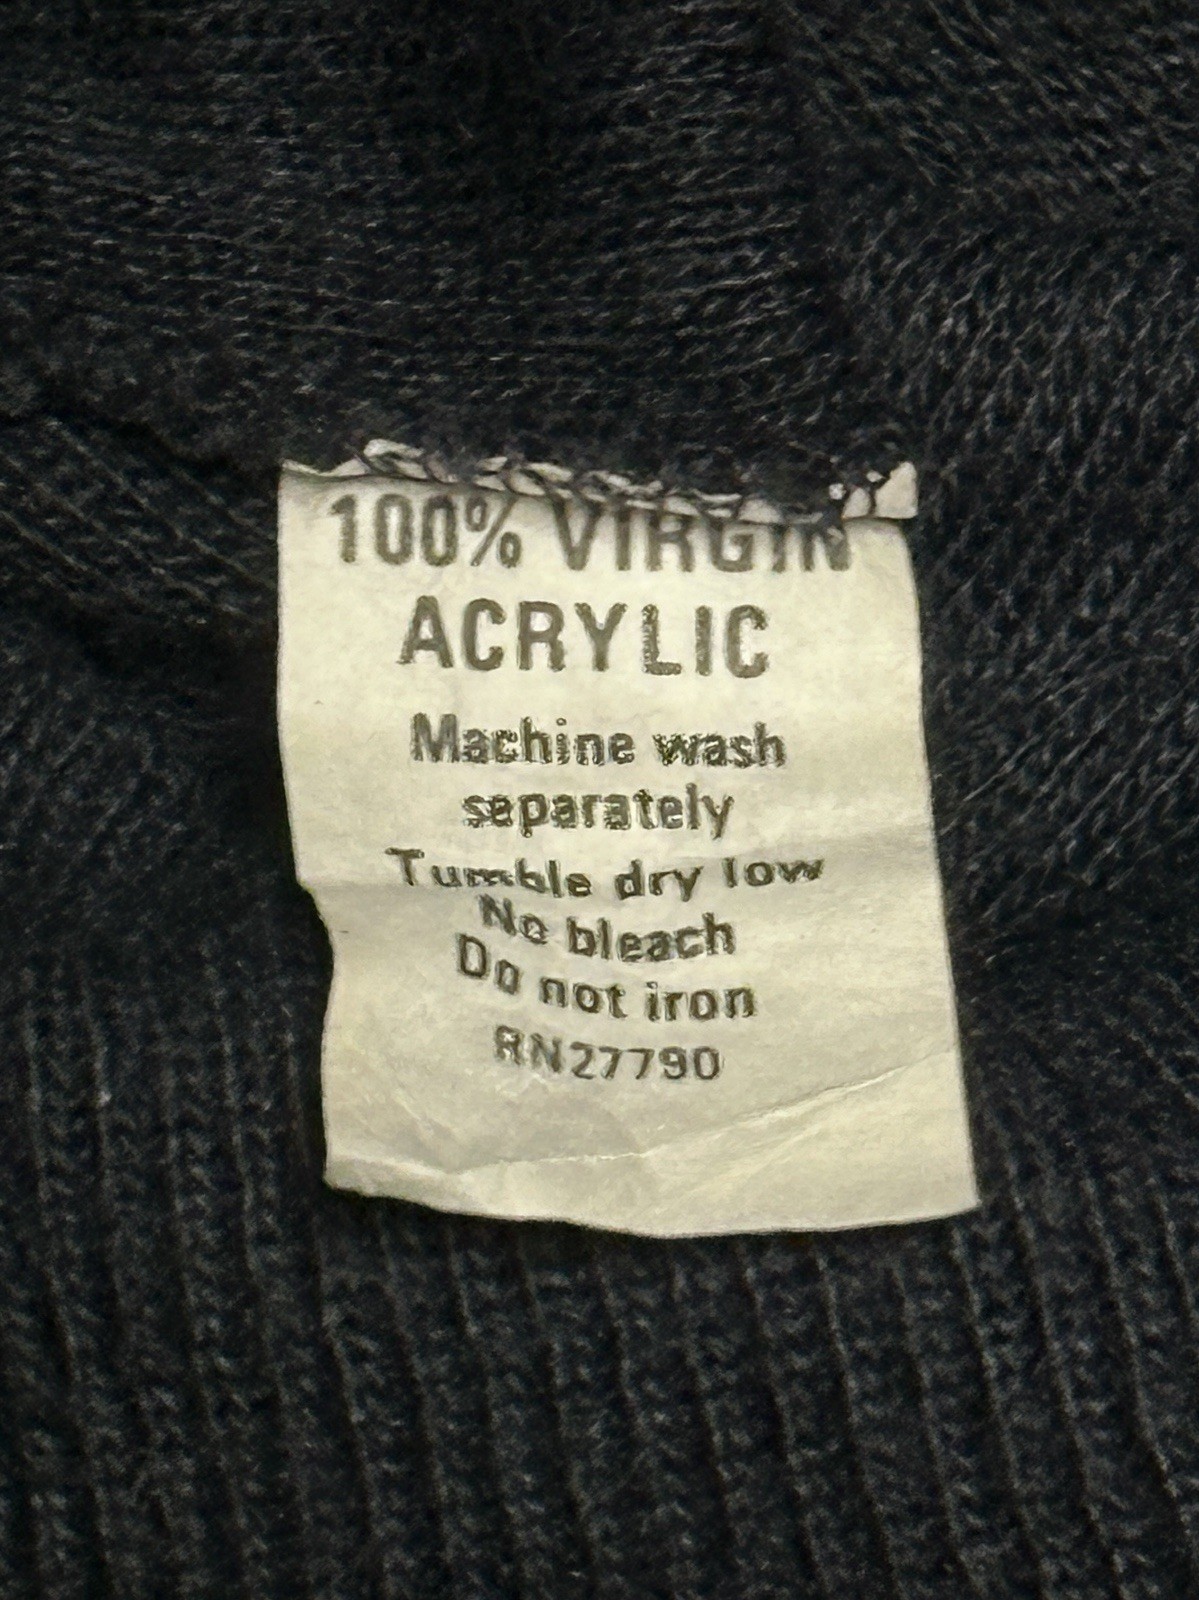 100% VIRGIN
ACRYLIC
Machine wash
separately
Tumble dry low
No bleach
Do not iron
RN27790